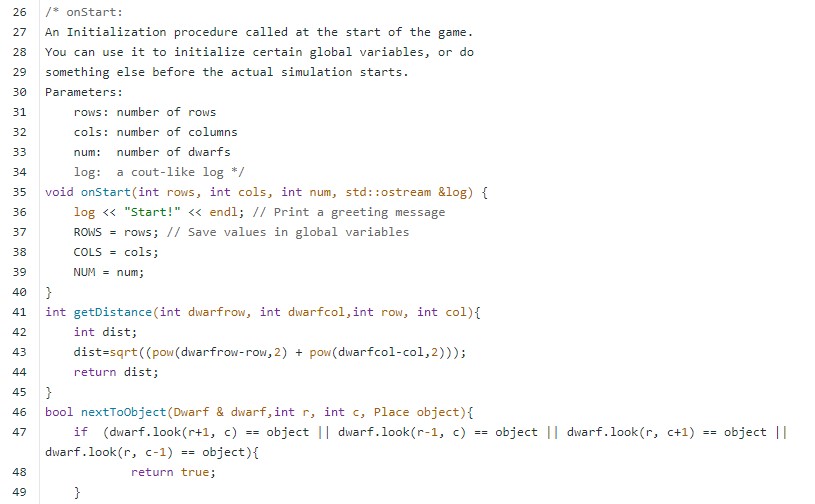 26 /* onStart:
27 An Initialization procedure called at the start of the game.
28 You can use it to initialize certain global variables, or do
29 something else before the actual simulation starts.
30 Parameters:
31     rows: number of rows
32     cols: number of columns
33     num:  number of dwarfs
34     log:  a cout-like log */
35 void onStart(int rows, int cols, int num, std::ostream &log) {
36     log << "Start!" << endl; // Print a greeting message
37     ROWS = rows; // Save values in global variables
38     COLS = cols;
39     NUM = num;
40 }
41 int getDistance(int dwarfrow, int dwarfcol,int row, int col){
42     int dist;
43     dist=sqrt((pow(dwarfrow-row,2) + pow(dwarfcol-col,2)));
44     return dist;
45 }
46 bool nextToObject(Dwarf & dwarf,int r, int c, Place object){
47     if  (dwarf.look(r+1, c) == object || dwarf.look(r-1, c) == object || dwarf.look(r, c+1) == object ||
dwarf.look(r, c-1) == object){
48             return true;
49     }